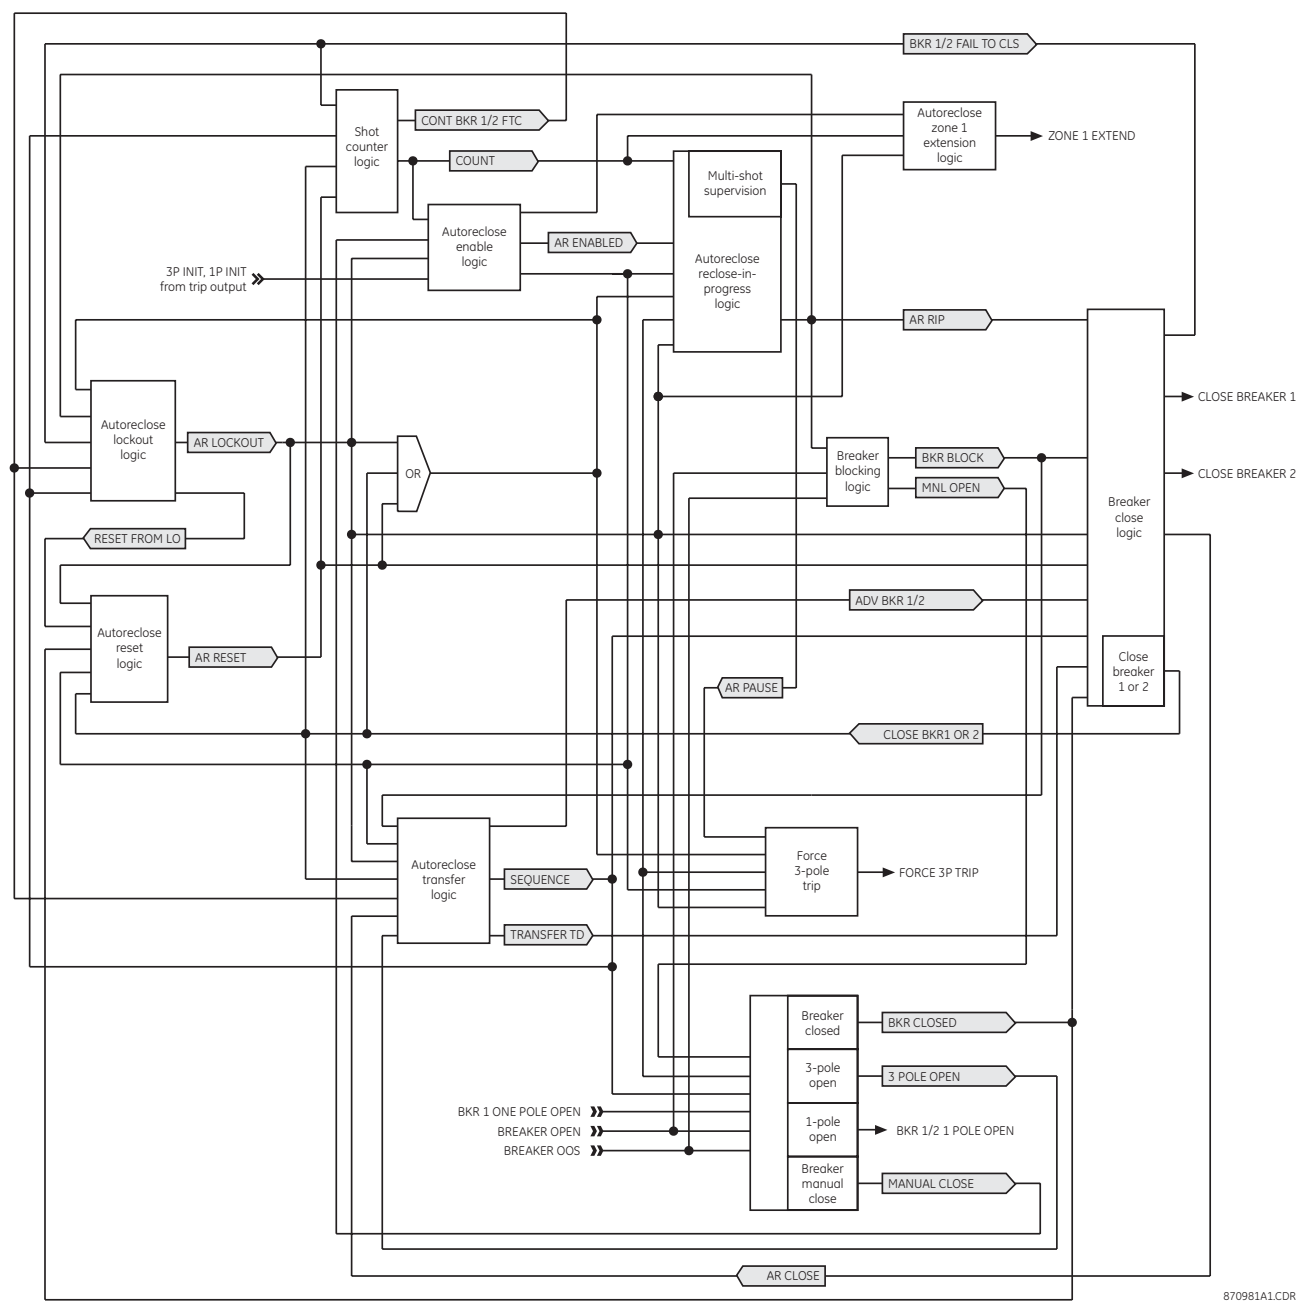 BKR 1/2 FAIL TO CLS
Shot
counter
logic
CONT BKR 1/2 FTC
COUNT
Autoreclose
zone 1
extension
logic
ZONE 1 EXTEND
Multi-shot
supervision
Autoreclose
enable
logic
AR ENABLED
Autoreclose
reclose-in-
progress
logic
3P INIT, 1P INIT
from trip output
AR RIP
CLOSE BREAKER 1
Autoreclose
lockout
logic
AR LOCKOUT
OR
Breaker
blocking
logic
BKR BLOCK
MNL OPEN
CLOSE BREAKER 2
Breaker
close
logic
RESET FROM LO
ADV BKR 1/2
Autoreclose
reset
logic
AR RESET
Close
breaker
1 or 2
AR PAUSE
CLOSE BKR1 OR 2
Autoreclose
transfer
logic
SEQUENCE
TRANSFER TD
Force
3-pole
trip
FORCE 3P TRIP
Breaker
closed
BKR CLOSED
3-pole
open
3 POLE OPEN
BKR 1 ONE POLE OPEN
BREAKER OPEN
BREAKER OOS
1-pole
open
BKR 1/2 1 POLE OPEN
Breaker
manual
close
MANUAL CLOSE
AR CLOSE
870981A1.CDR